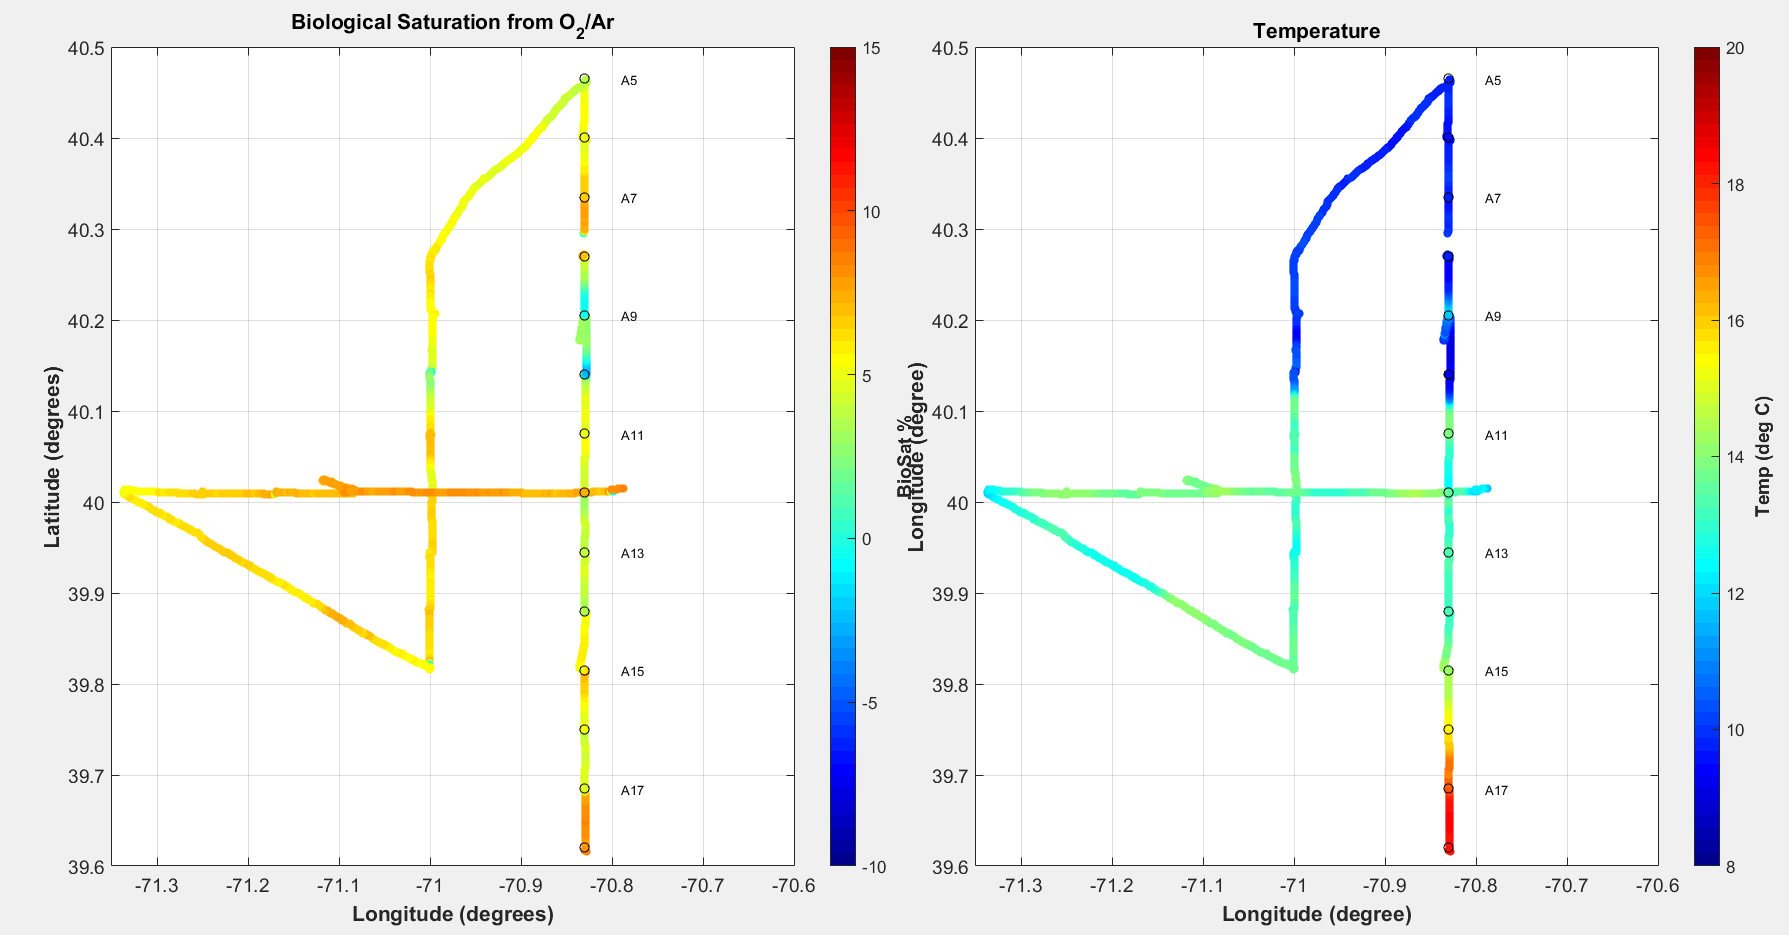 Biological Saturation from O2/Ar
40.5
40.4
40.3
40.2
40.1
40
39.9
39.8
39.7
39.6
Latitude (degrees)
-71.3 -71.2 -71.1 -71 -70.9 -70.8 -70.7 -70.6
Longitude (degrees)
A5
A7
A9
A11
A13
A15
A17
15
10
5
0
-5
-10
BioSat %
Temperature
40.5
40.4
40.3
40.2
40.1
40
39.9
39.8
39.7
39.6
Longitude (degree)
-71.3 -71.2 -71.1 -71 -70.9 -70.8 -70.7 -70.6
Longitude (degree)
A5
A7
A9
A11
A13
A15
A17
20
18
16
14
12
10
8
Temp (deg C)